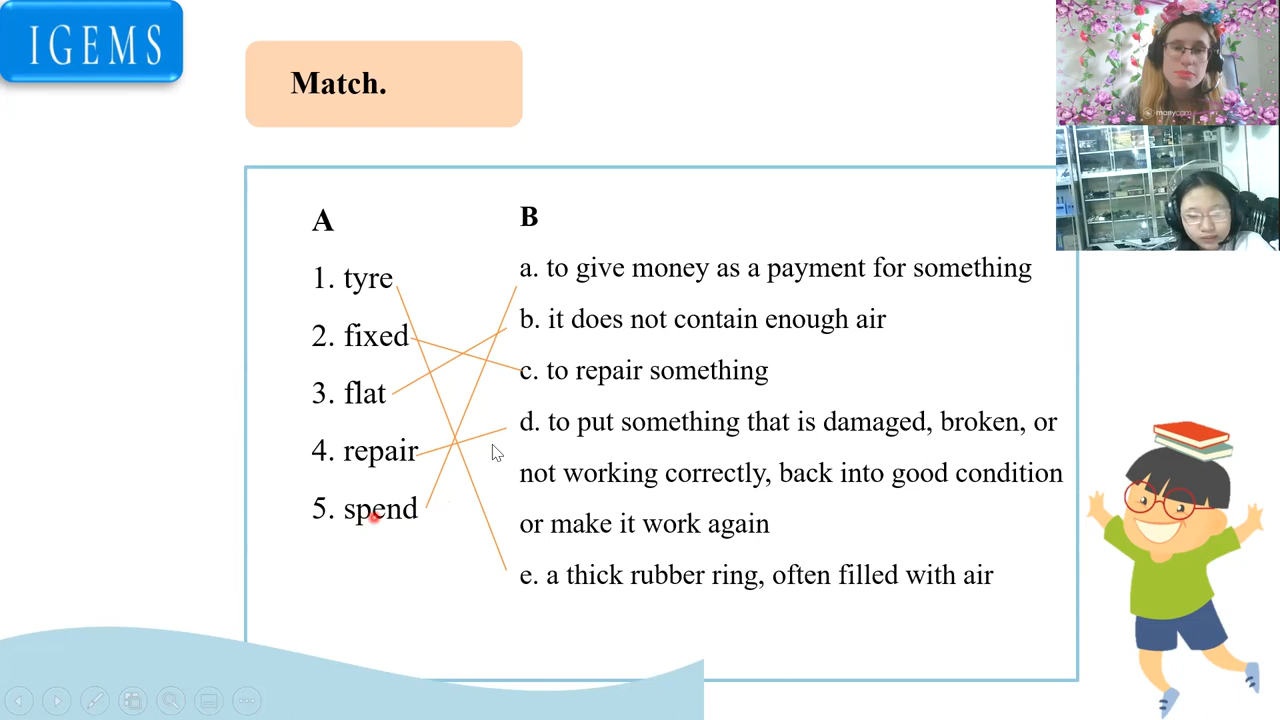 IGEMS
Match.
A
1. tyre
2. fixed
3. flat
4. repair
5. spend
B
a. to give money as a payment for something
b. it does not contain enough air
c. to repair something
d. to put something that is damaged, broken, or
not working correctly, back into good condition
or make it work again
e. a thick rubber ring, often filled with air
manycam